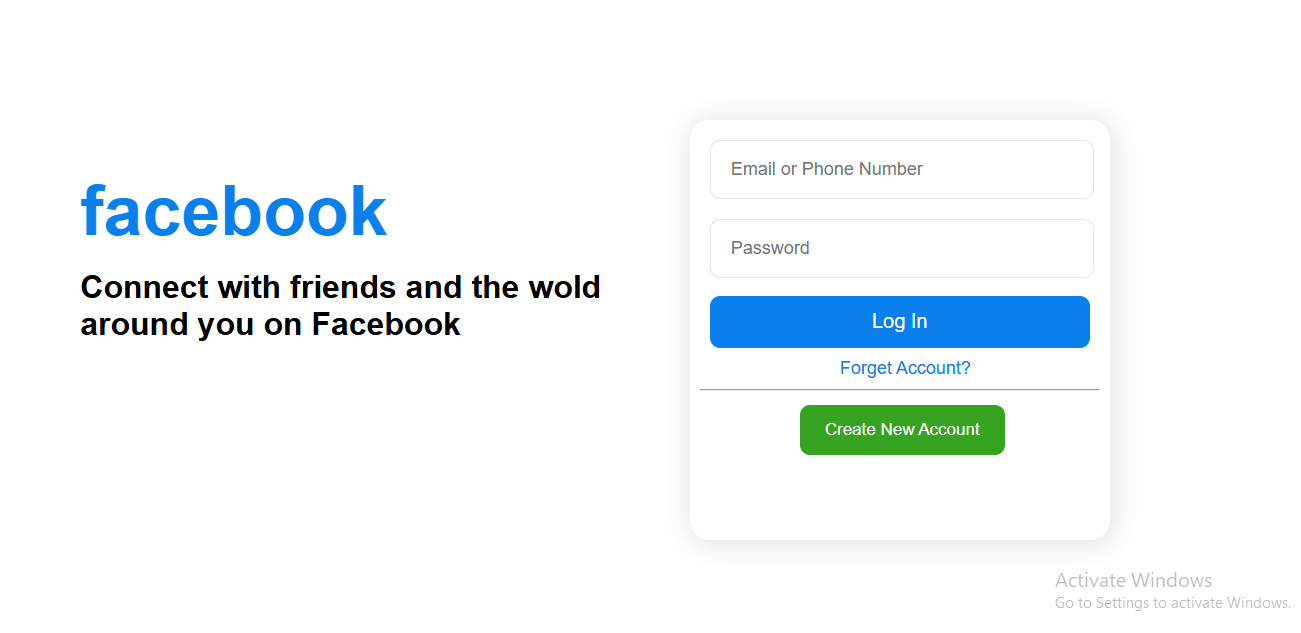 facebook
Connect with friends and the wold
around you on Facebook
Email or Phone Number
Password
Log In
Forget Account?
Create New Account
Activate Windows
Go to Settings to activate Windows.